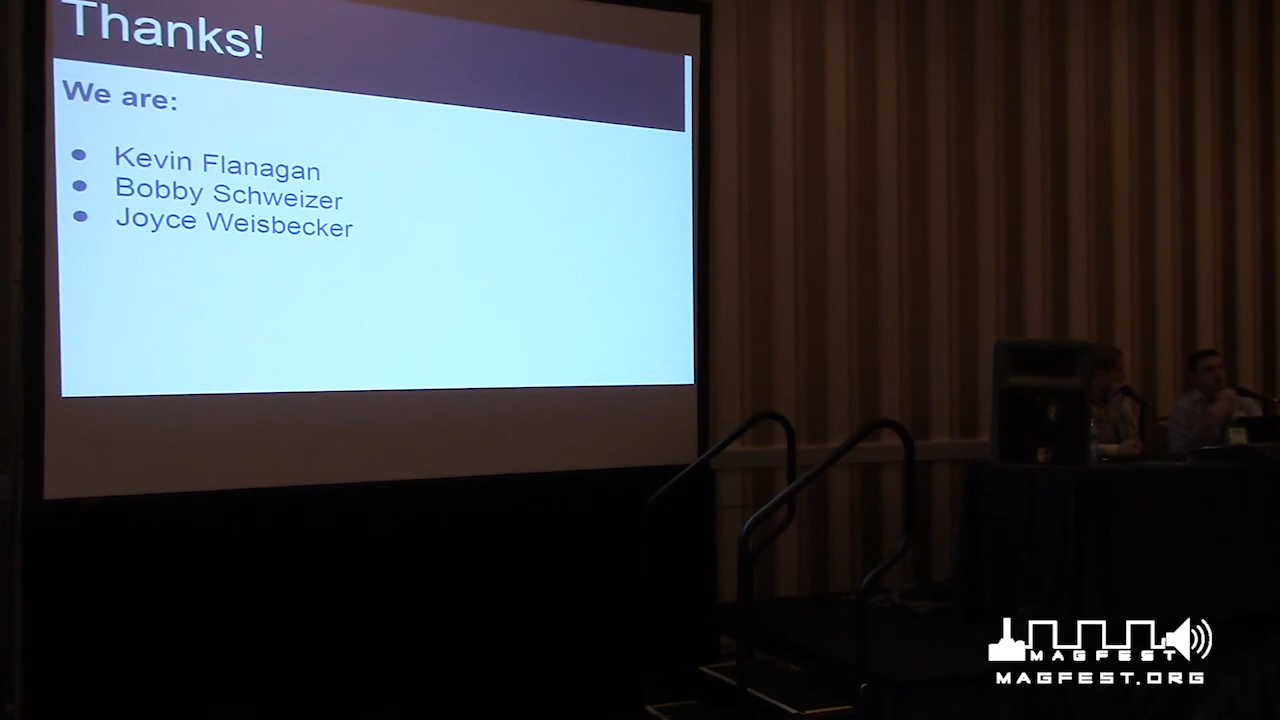 Thanks!
We are:
● Kevin Flanagan
● Bobby Schweizer
● Joyce Weisbecker
MAGFEST
MAGFEST.ORG